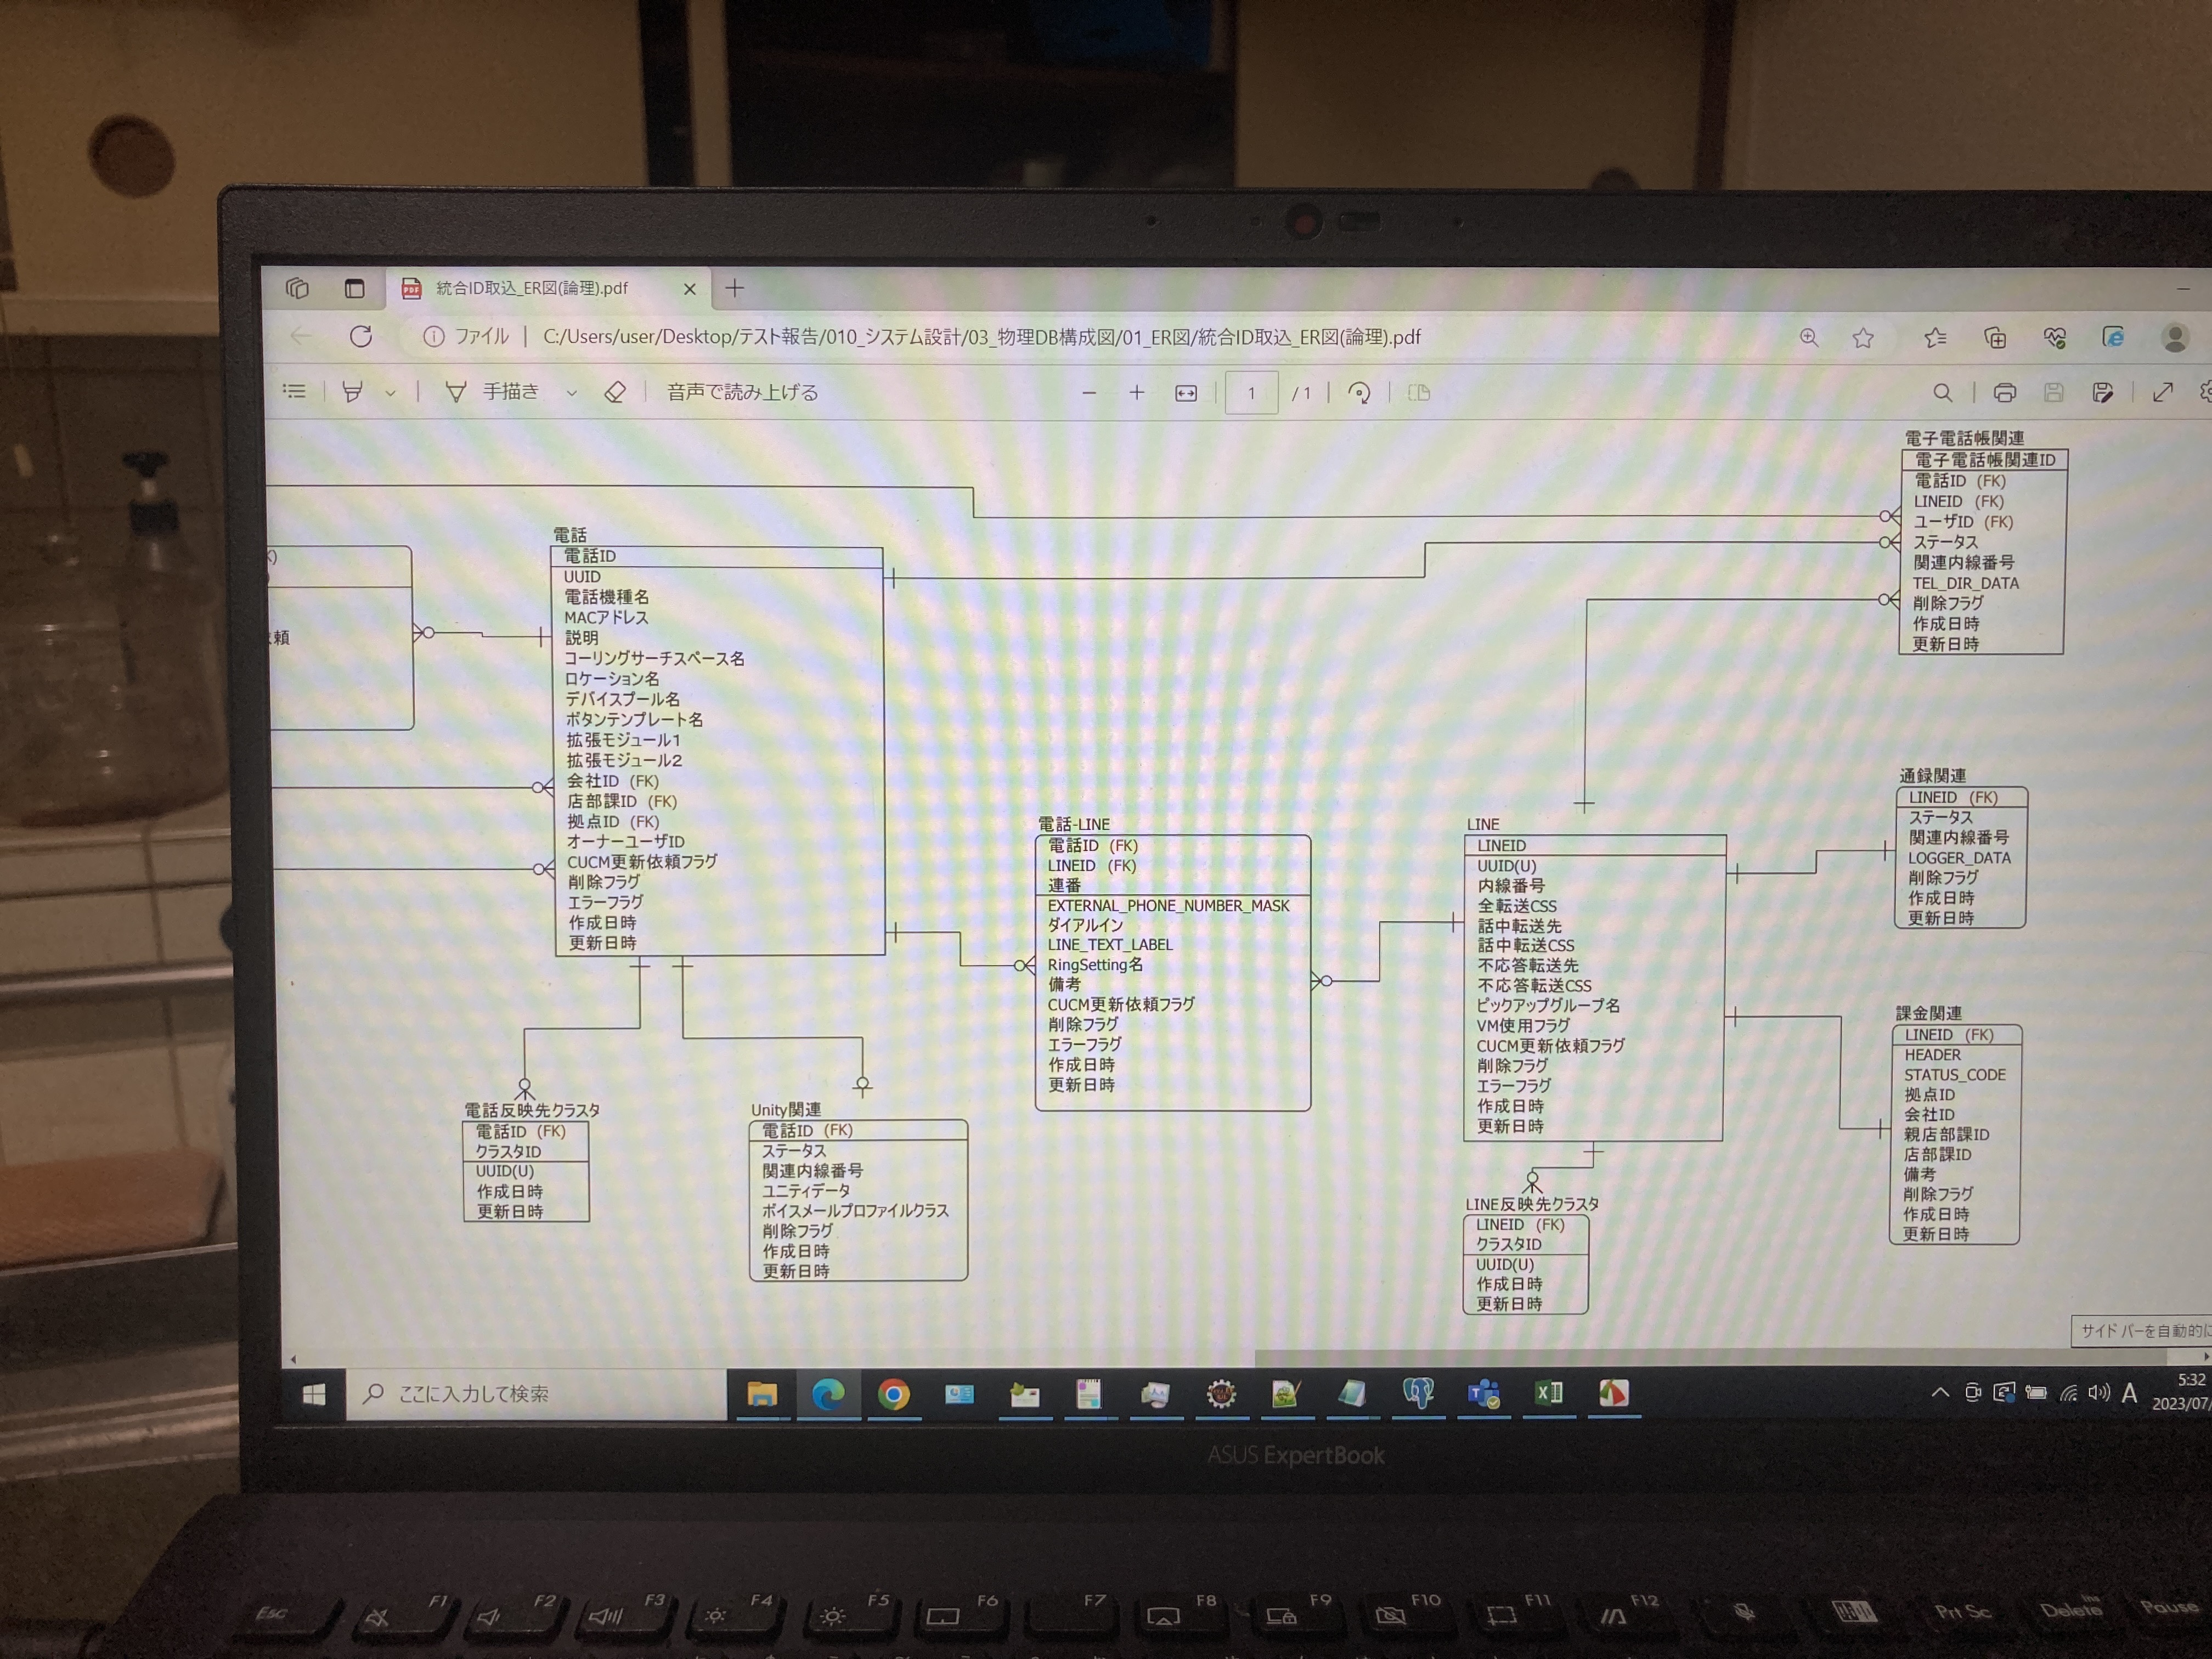 統合ID取込_ER図(論理).pdf
ファイル | C:/Users/user/Desktop/テスト報告/010_システム設計/03_物理DB構成図/01_ER図/統合ID取込_ER図(論理).pdf
手描き
音声で読み上げる
1 / 1
電子電話帳関連
電子電話帳関連ID
電話ID (FK)
LINEID (FK)
ユーザID (FK)
ステータス
関連内線番号
TEL_DIR_DATA
削除フラグ
作成日時
更新日時
電話
電話ID
UUID
電話機種名
MACアドレス
説明
コーリングサーチスペース名
ロケーション名
デバイスプール名
ボタンテンプレート名
拡張モジュール1
拡張モジュール2
会社ID (FK)
店部課ID (FK)
拠点ID (FK)
オーナーユーザID
CUCM更新依頼フラグ
削除フラグ
エラーフラグ
作成日時
更新日時
頼
電話-LINE
電話ID (FK)
LINEID (FK)
連番
EXTERNAL_PHONE_NUMBER_MASK
ダイアルイン
LINE_TEXT_LABEL
RingSetting名
備考
CUCM更新依頼フラグ
削除フラグ
エラーフラグ
作成日時
更新日時
LINE
LINEID
UUID(U)
内線番号
全転送CSS
話中転送先
話中転送CSS
不応答転送先
不応答転送CSS
ピックアップグループ名
VM使用フラグ
CUCM更新依頼フラグ
削除フラグ
エラーフラグ
作成日時
更新日時
通録関連
LINEID (FK)
ステータス
関連内線番号
LOGGER_DATA
削除フラグ
作成日時
更新日時
課金関連
LINEID (FK)
HEADER
STATUS_CODE
拠点ID
会社ID
親店部課ID
店部課ID
備考
削除フラグ
作成日時
更新日時
電話反映先クラスタ
電話ID (FK)
クラスタID
UUID(U)
作成日時
更新日時
Unity関連
電話ID (FK)
ステータス
関連内線番号
ユニティデータ
ボイスメールプロファイルクラス
削除フラグ
作成日時
更新日時
LINE反映先クラスタ
LINEID (FK)
クラスタID
UUID(U)
作成日時
更新日時
サイド バーを自動的に
ここに入力して検索
A
5:32
2023/07/
ASUS ExpertBook
Esc
F1
F2
F3
F4
F5
F6
F7
F8
F9
F10
F11
F12
Prt Sc
Ins
Delete
Pause